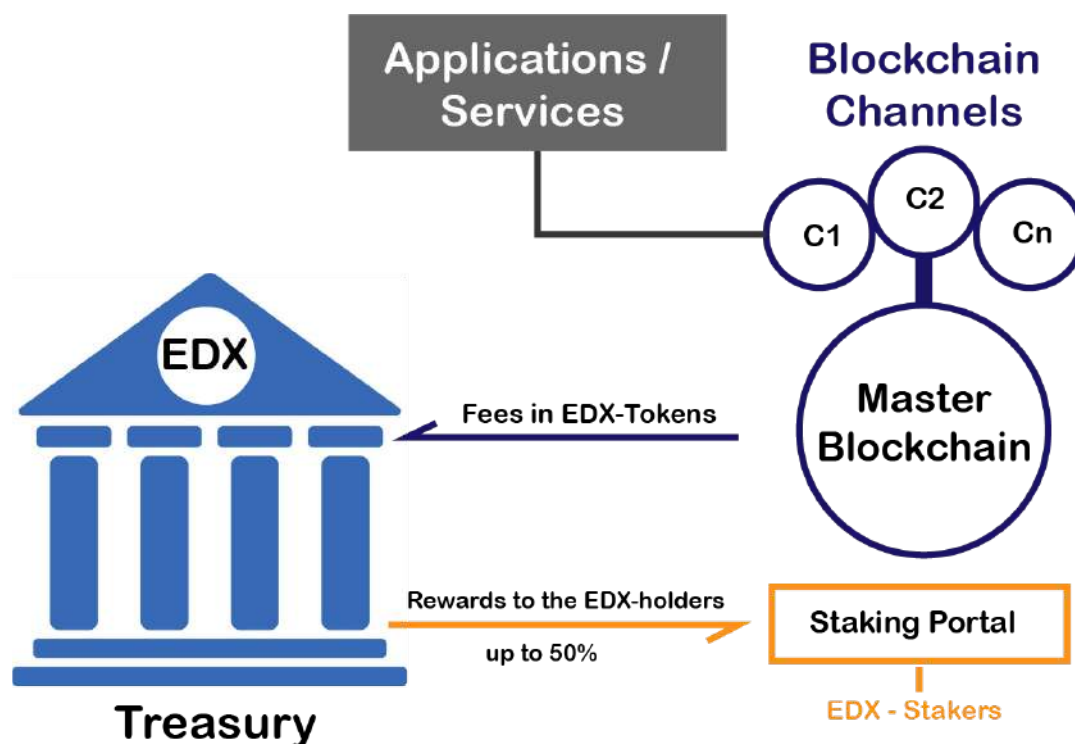 Applications /
Services
Blockchain
Channels
C1
C2
Cn
EDX
Fees in EDX-Tokens
Master
Blockchain
Rewards to the EDX-holders
up to 50%
Staking Portal
EDX - Stakers
Treasury